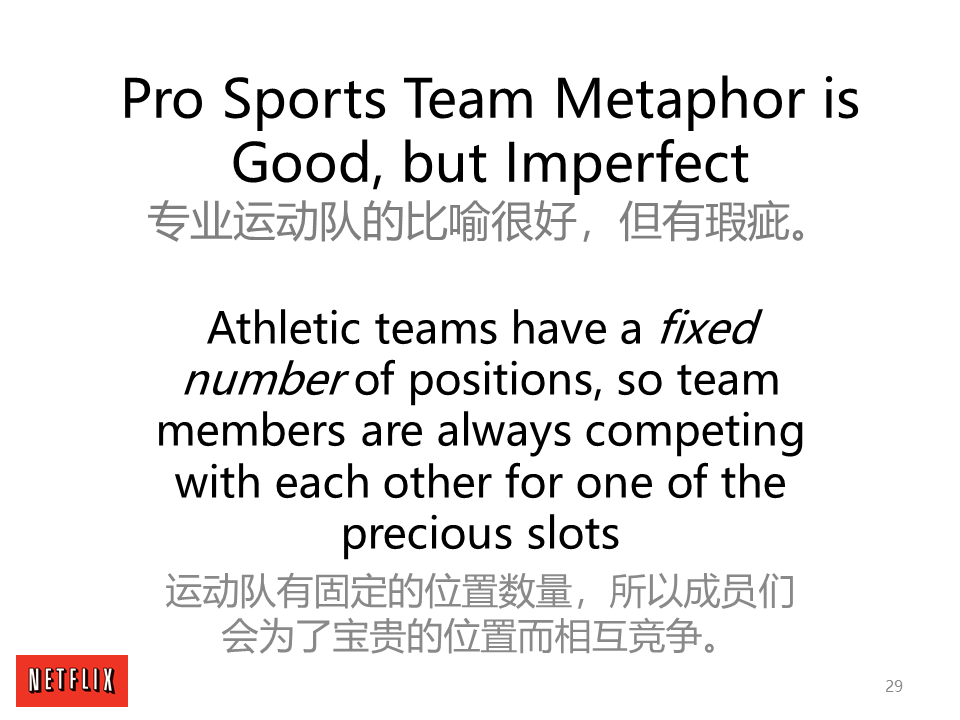 Pro Sports Team Metaphor is
Good, but Imperfect
专业运动队的比喻很好，但有瑕疵。
Athletic teams have a fixed
number of positions, so team
members are always competing
with each other for one of the
precious slots
运动队有固定的位置数量，所以成员们
会为了宝贵的位置而相互竞争。
NETFLIX
29